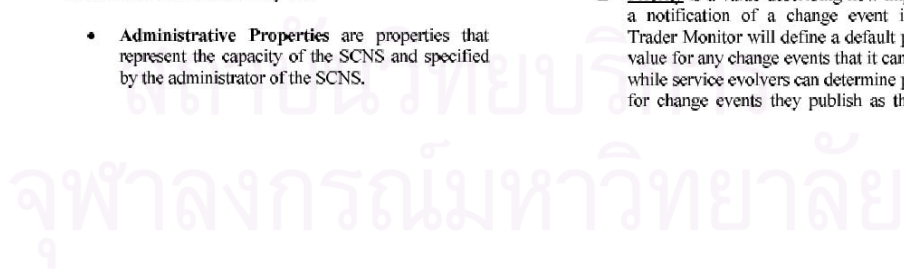 • Administrative Properties are properties that
represent the capacity of the SCNS and specified
by the administrator of the SCNS.
a notification of a change event i
Trader Monitor will define a default
value for any change events that it can
while service evolvers can determine
for change events they publish as th
สถาบันวิทยบริ
จุฬาลงกรณ์มหาวิทยาลัย